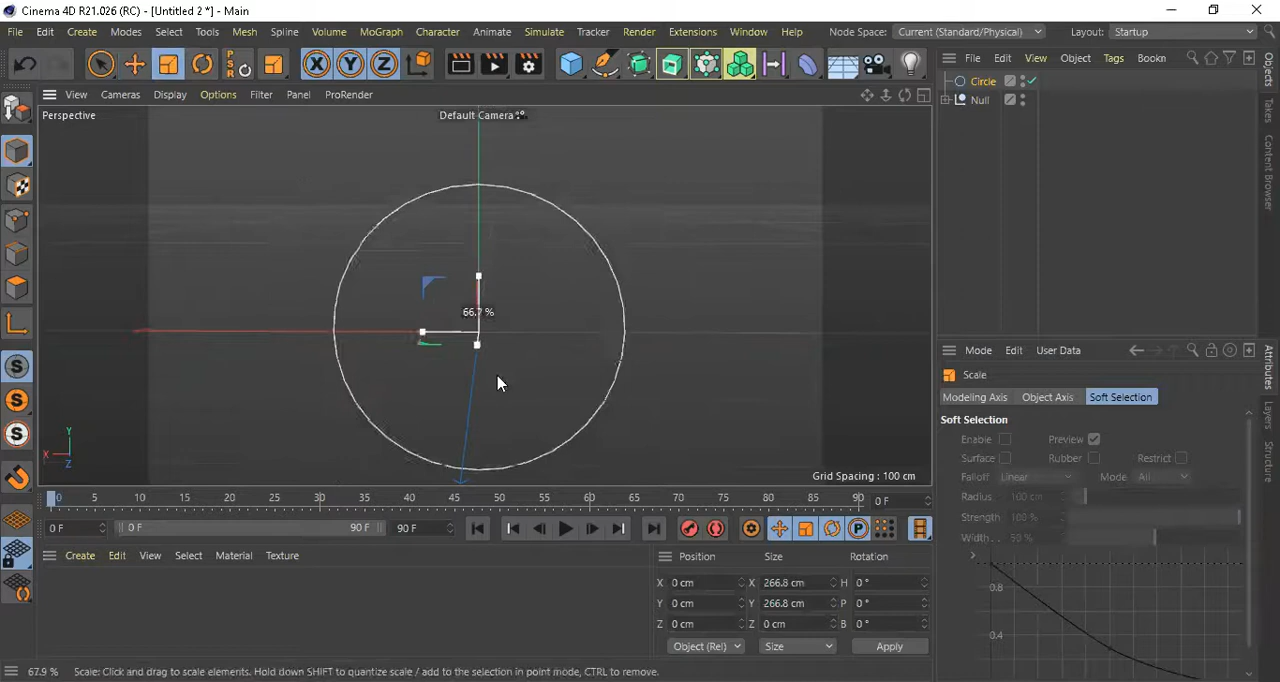 Cinema 4D R21.026 (RC) - [Untitled 2 *] - Main
File Edit Create Modes Select Tools Mesh Spline Volume MoGraph Character Animate Simulate Tracker Render Extensions Window Help Node Space: Current (Standard/Physical) Layout: Startup
P S R X Y Z
View Cameras Display Options Filter Panel ProRender
File Edit View Object Tags Bookn
Perspective
Default Camera
Circle
Null
Objects
Takes
Content Browser
66.7 %
Y
X
Z
Grid Spacing : 100 cm
Mode Edit User Data
Scale
Modeling Axis Object Axis Soft Selection
Soft Selection
Enable Preview
Surface Rubber Restrict
Falloff Linear Mode All
Radius 100 cm
Strength 100 %
Width 50 %
0.8
0.4
Attributes
Layers
Structure
0 5 10 15 20 25 30 35 40 45 50 55 60 65 70 75 80 85 90 0 F
0 F 0 F 90 F 90 F
P
Create Edit View Select Material Texture
Position Size Rotation
X 0 cm X 266.8 cm H 0 °
Y 0 cm Y 266.8 cm P 0 °
Z 0 cm Z 0 cm B 0 °
Object (Rel) Size Apply
67.9 % Scale: Click and drag to scale elements. Hold down SHIFT to quantize scale / add to the selection in point mode, CTRL to remove.